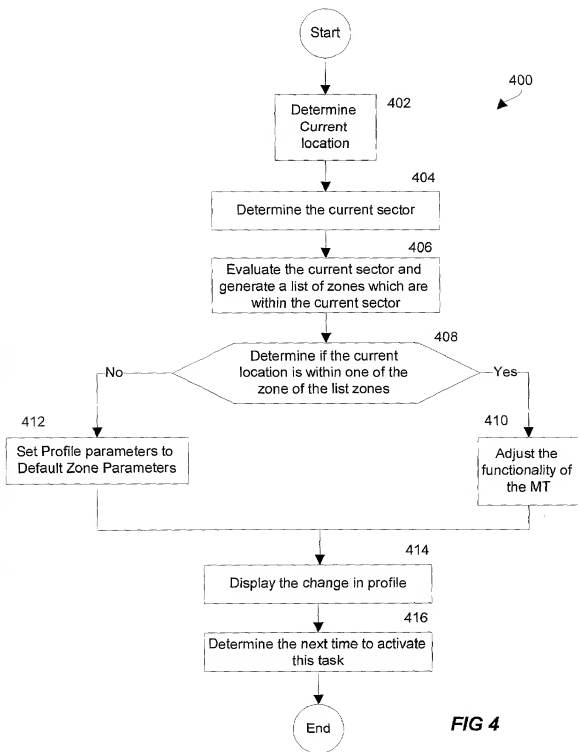 Start
400
402
Determine
Current
location
404
Determine the current sector
406
Evaluate the current sector and
generate a list of zones which are
within the current sector
408
Determine if the current
location is within one of the
zone of the list zones
No
Yes
412
Set Profile parameters to
Default Zone Parameters
410
Adjust the
functionality of
the MT
414
Display the change in profile
416
Determine the next time to activate
this task
End
FIG 4